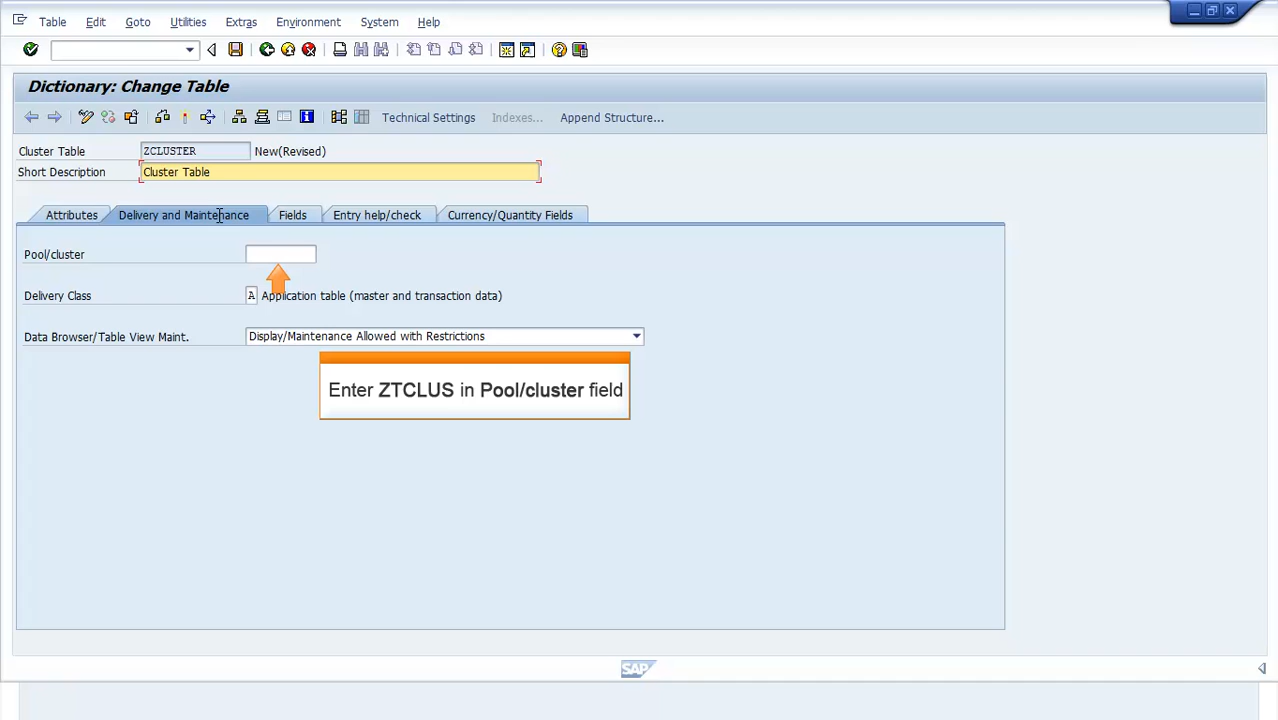 Table Edit Goto Utilities Extras Environment System Help
Dictionary: Change Table
Technical Settings Indexes... Append Structure...
Cluster Table ZCLUSTER New(Revised)
Short Description Cluster Table
Attributes Delivery and Maintenance Fields Entry help/check Currency/Quantity Fields
Pool/cluster
Delivery Class A Application table (master and transaction data)
Data Browser/Table View Maint. Display/Maintenance Allowed with Restrictions
Enter ZTCLUS in Pool/cluster field
SAP